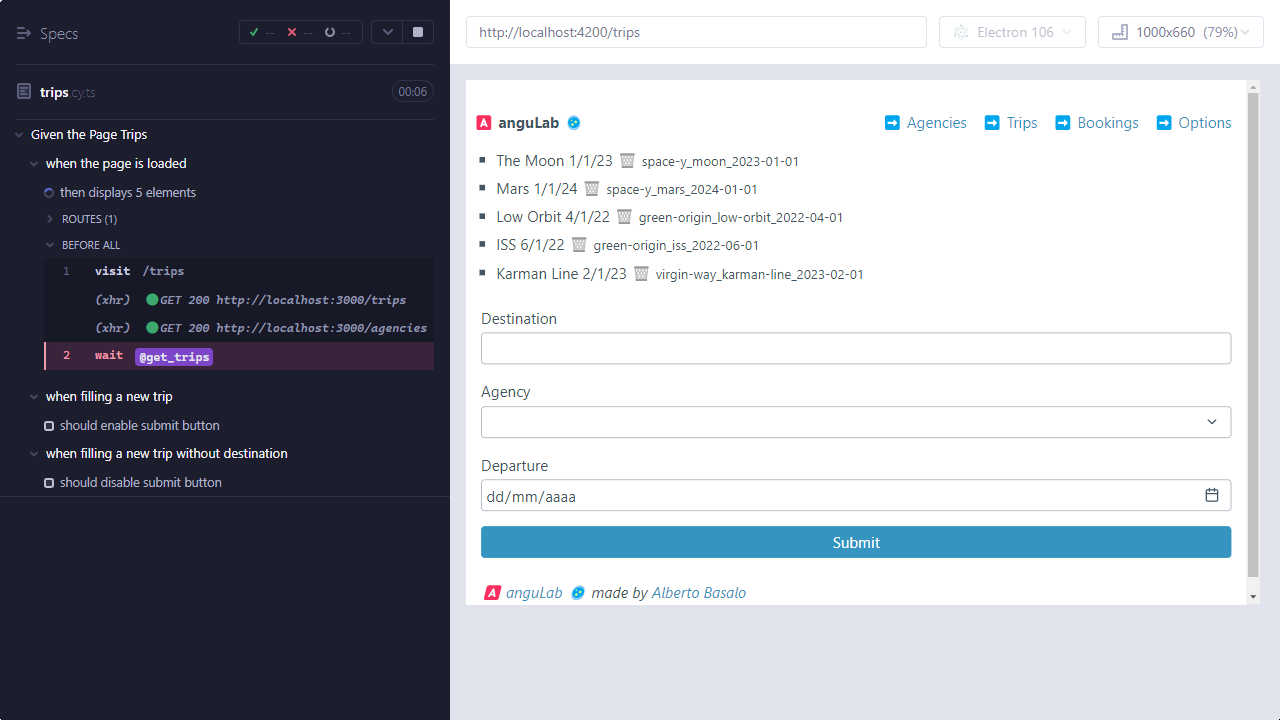 Specs
-- -- --
trips.cy.ts 00:06
Given the Page Trips
when the page is loaded
then displays 5 elements
ROUTES (1)
BEFORE ALL
1 visit /trips
(xhr) GET 200 http://localhost:3000/trips
(xhr) GET 200 http://localhost:3000/agencies
2 wait @get_trips
when filling a new trip
should enable submit button
when filling a new trip without destination
should disable submit button
http://localhost:4200/trips
Electron 106
1000x660 (79%)
A anguLab
Agencies Trips Bookings Options
The Moon 1/1/23 space-y_moon_2023-01-01
Mars 1/1/24 space-y_mars_2024-01-01
Low Orbit 4/1/22 green-origin_low-orbit_2022-04-01
ISS 6/1/22 green-origin_iss_2022-06-01
Karman Line 2/1/23 virgin-way_karman-line_2023-02-01
Destination
Agency
Departure
dd/mm/aaaa
Submit
A anguLab made by Alberto Basalo